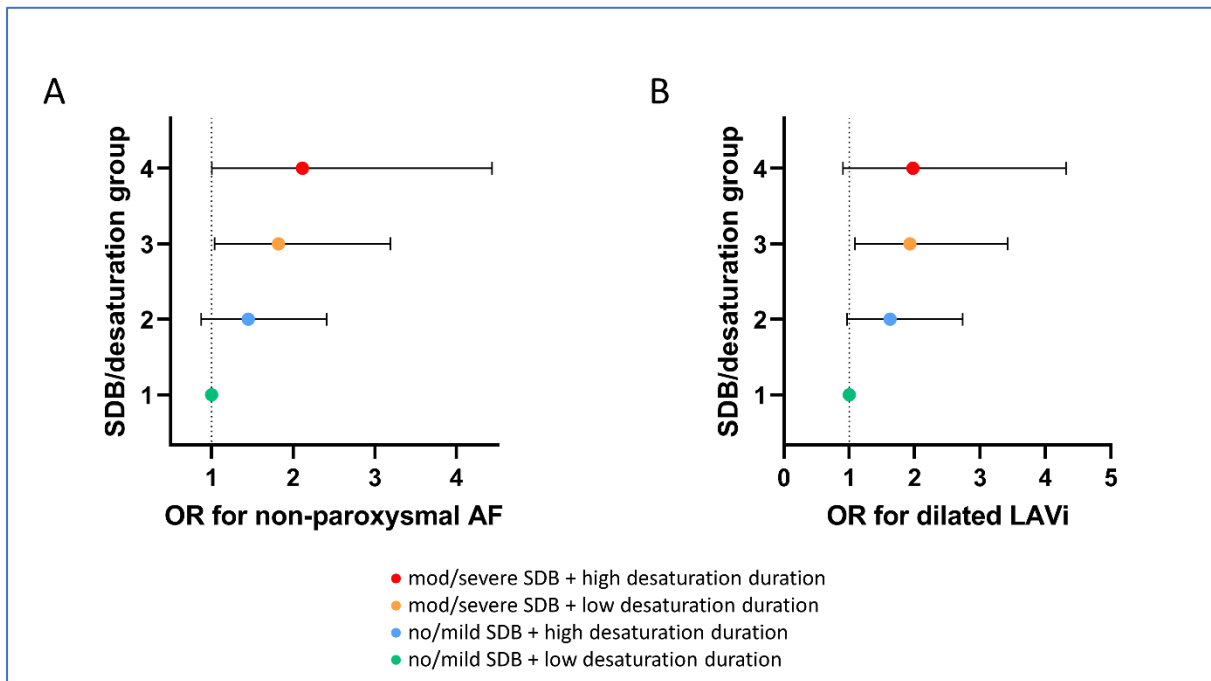 A
SDB/desaturation group
4
3
2
1
1 2 3 4
OR for non-paroxysmal AF
B
SDB/desaturation group
4
3
2
1
0 1 2 3 4 5
OR for dilated LAVi
mod/severe SDB + high desaturation duration
mod/severe SDB + low desaturation duration
no/mild SDB + high desaturation duration
no/mild SDB + low desaturation duration